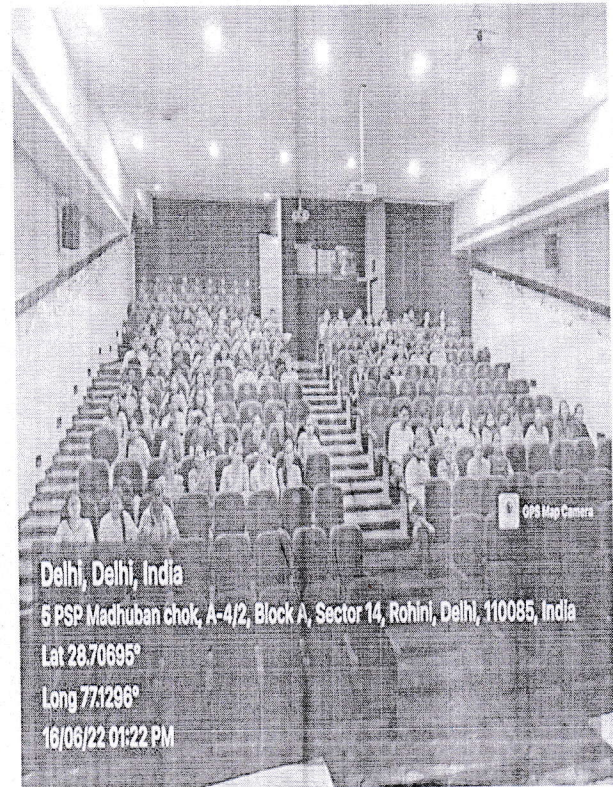 GPS Map Camera
Delhi, Delhi, India
5 PSP Madhuban chok, A-4/2, Block A, Sector 14, Rohini, Delhi, 110085, India
Lat 28.70695°
Long 77.1296°
16/06/22 01:22 PM